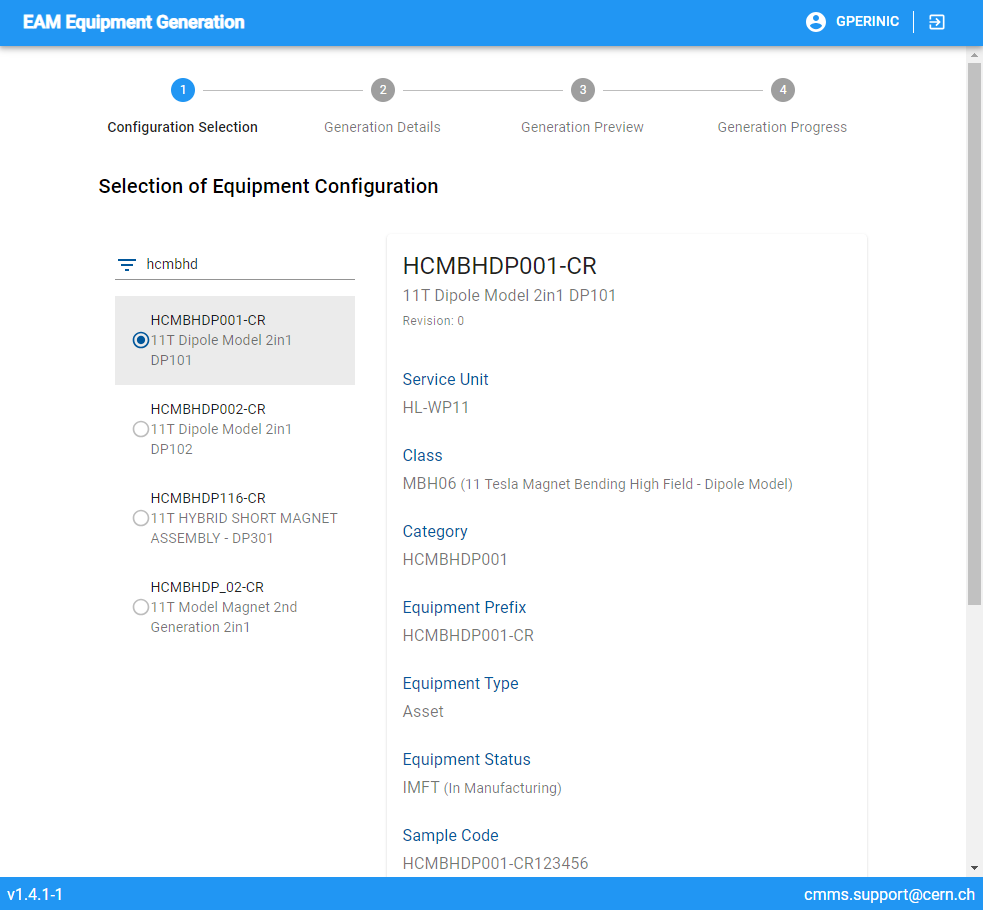 EAM Equipment Generation
GPERINIC
1
2
3
4
Configuration Selection
Generation Details
Generation Preview
Generation Progress
Selection of Equipment Configuration
hcmbhd
HCMBHDP001-CR
11T Dipole Model 2in1
DP101
HCMBHDP002-CR
11T Dipole Model 2in1
DP102
HCMBHDP116-CR
11T HYBRID SHORT MAGNET
ASSEMBLY - DP301
HCMBHDP_02-CR
11T Model Magnet 2nd
Generation 2in1
HCMBHDP001-CR
11T Dipole Model 2in1 DP101
Revision: 0
Service Unit
HL-WP11
Class
MBH06 (11 Tesla Magnet Bending High Field - Dipole Model)
Category
HCMBHDP001
Equipment Prefix
HCMBHDP001-CR
Equipment Type
Asset
Equipment Status
IMFT (In Manufacturing)
Sample Code
HCMBHDP001-CR123456
v1.4.1-1
cmms.support@cern.ch